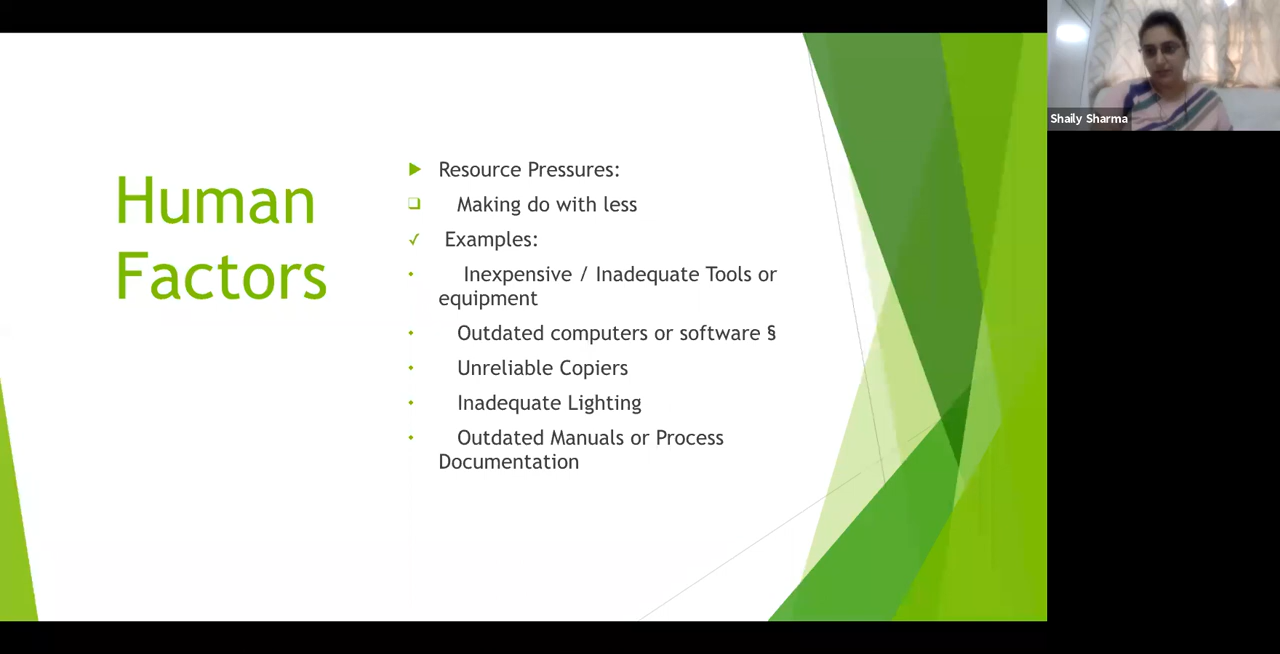 Human
Factors
Resource Pressures:
Making do with less
Examples:
Inexpensive / Inadequate Tools or
equipment
Outdated computers or software §
Unreliable Copiers
Inadequate Lighting
Outdated Manuals or Process
Documentation
Shaily Sharma